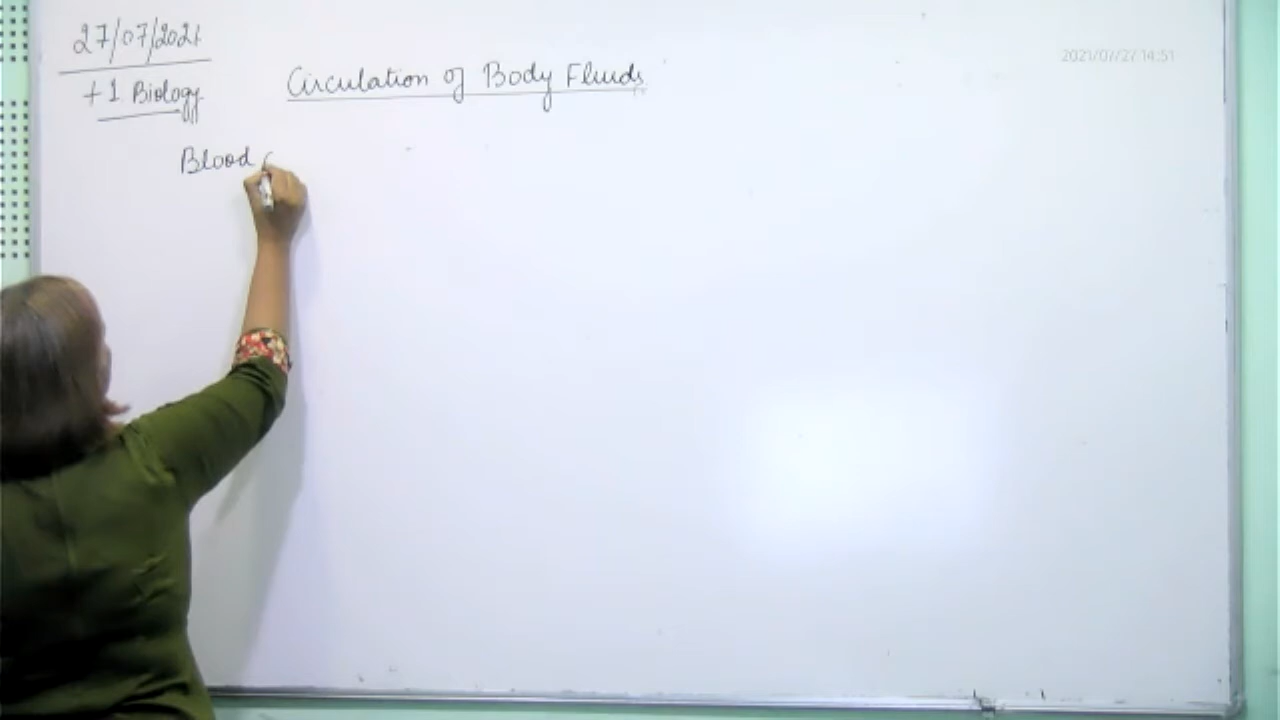 27/07/2021
+1 Biology
Circulation of Body Fluids
Blood
2021/07/27 14:51